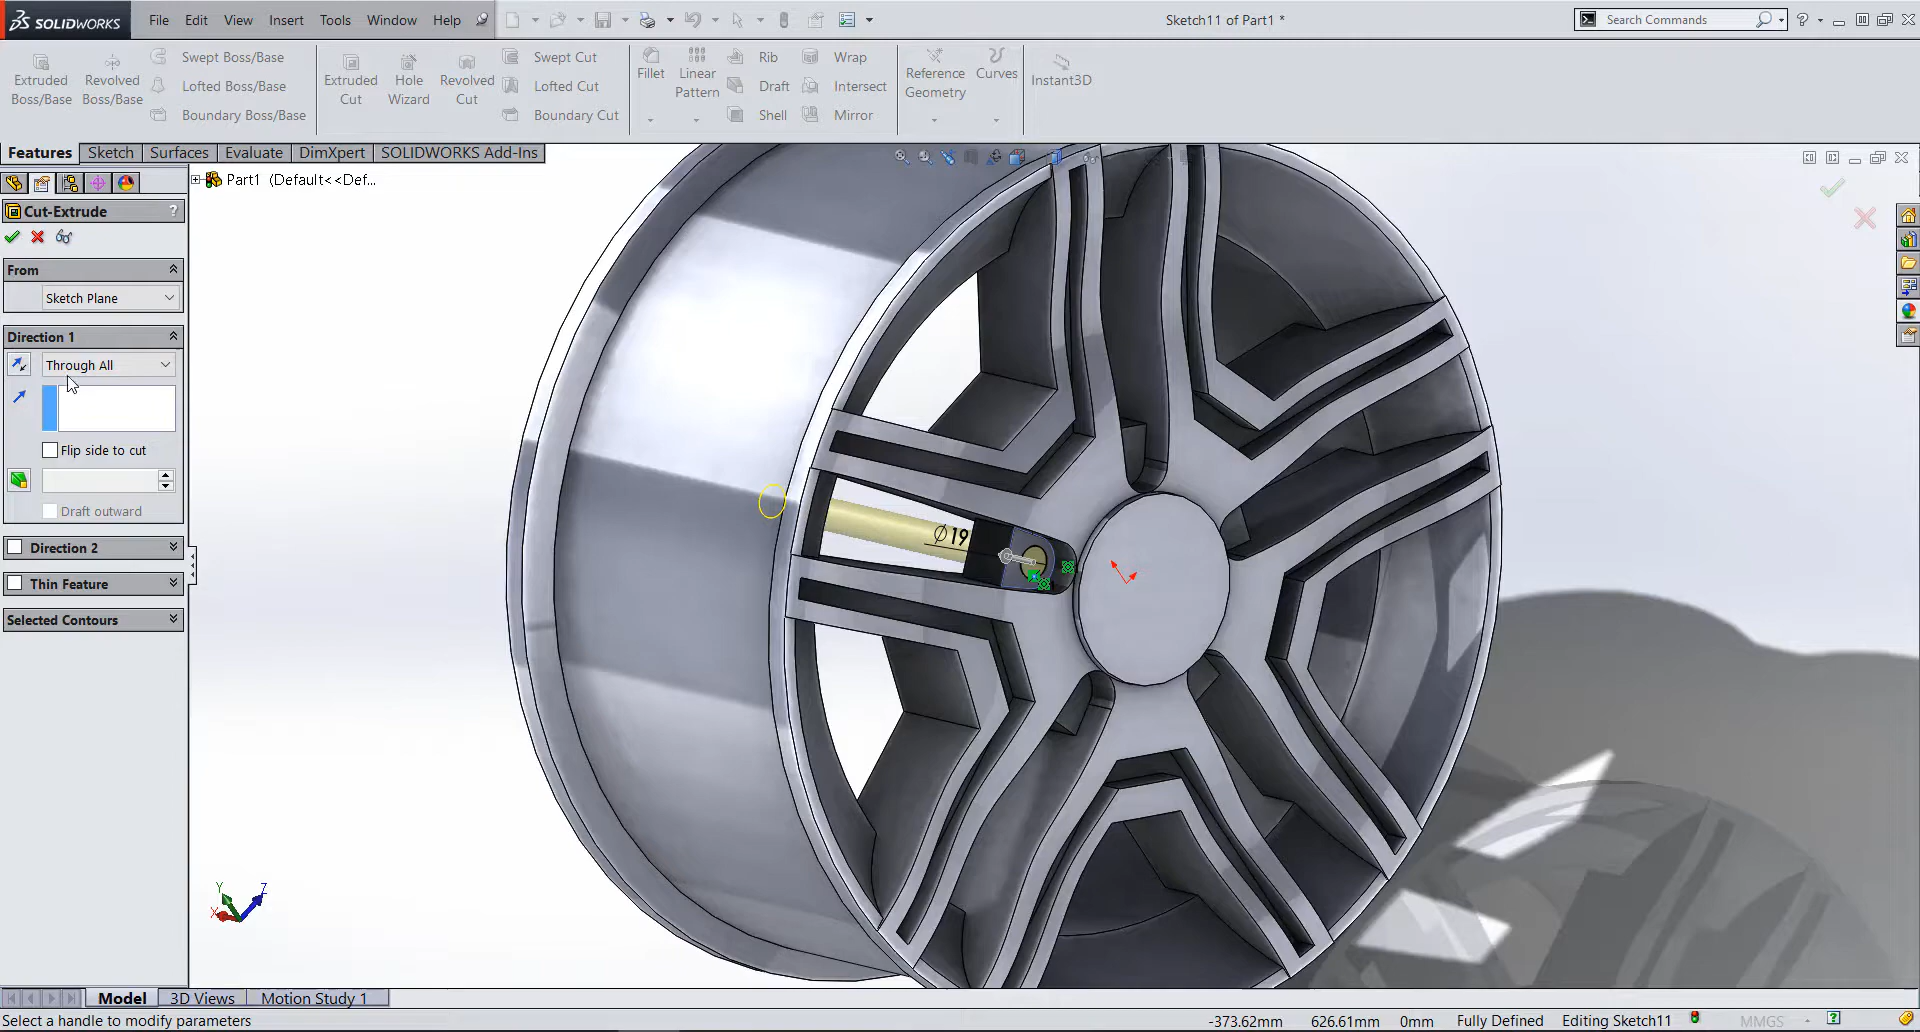 SOLIDWORKS
File Edit View Insert Tools Window Help
Sketch11 of Part1 *
Search Commands
Extruded Boss/Base
Revolved Boss/Base
Swept Boss/Base
Lofted Boss/Base
Boundary Boss/Base
Extruded Cut
Hole Wizard
Revolved Cut
Swept Cut
Lofted Cut
Boundary Cut
Fillet
Linear Pattern
Rib
Draft
Shell
Wrap
Intersect
Mirror
Reference Geometry
Curves
Instant3D
Features Sketch Surfaces Evaluate DimXpert SOLIDWORKS Add-Ins
Part1 (Default<<Def...
Cut-Extrude ?
From
Sketch Plane
Direction 1
Through All
Flip side to cut
Draft outward
Direction 2
Thin Feature
Selected Contours
∅19
Y
Z
X
Model 3D Views Motion Study 1
Select a handle to modify parameters
-373.62mm 626.61mm 0mm Fully Defined Editing Sketch11 MMGS